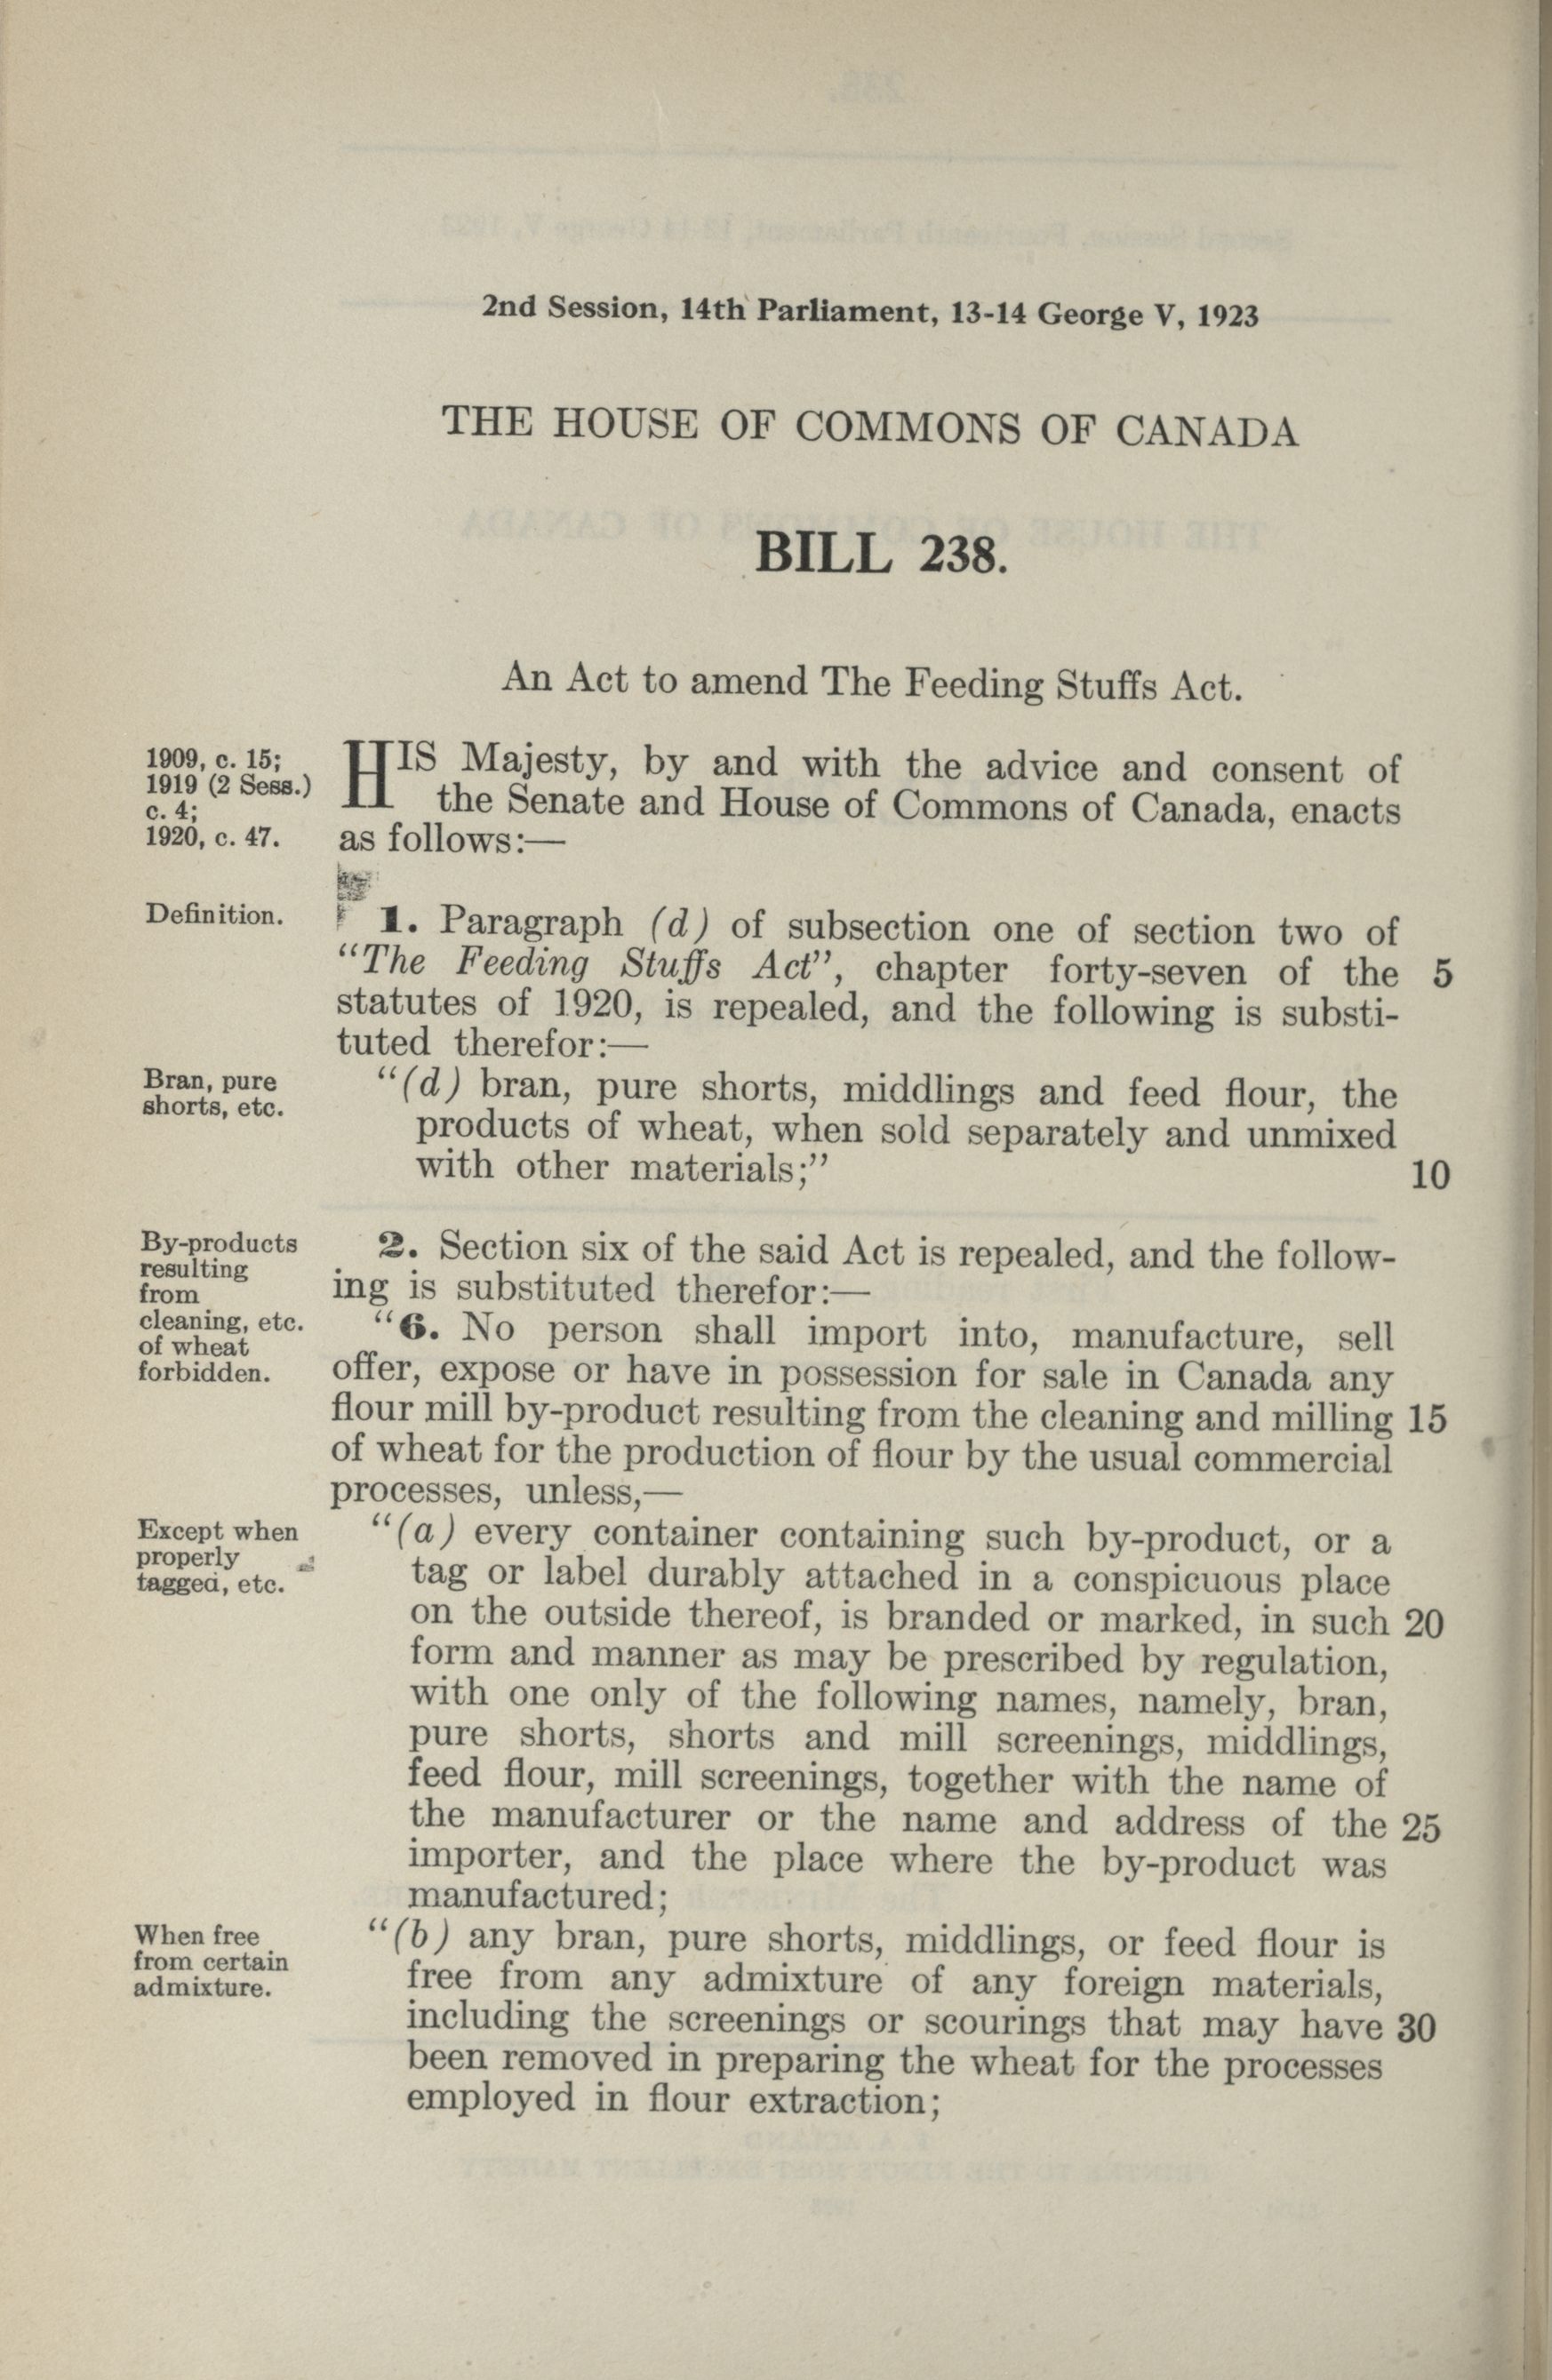 2nd Session, 14th Parliament, 13-14 George V, 1923
THE HOUSE OF COMMONS OF CANADA
BILL 238.
An Act to amend The Feeding Stuffs Act.
1909, c. 15;
1919 (2 Sess.)
c. 4;
1920, c. 47.
HIS Majesty, by and with the advice and consent of
the Senate and House of Commons of Canada, enacts
as follows:—
Definition.
1. Paragraph (d) of subsection one of section two of
“The Feeding Stuffs Act”, chapter forty-seven of the 5
statutes of 1920, is repealed, and the following is substi-
tuted therefor:—
Bran, pure
shorts, etc.
“(d) bran, pure shorts, middlings and feed flour, the
products of wheat, when sold separately and unmixed
with other materials;” 10
By-products
resulting
from
cleaning, etc.
of wheat
forbidden.
2. Section six of the said Act is repealed, and the follow-
ing is substituted therefor:—
“6. No person shall import into, manufacture, sell
offer, expose or have in possession for sale in Canada any
flour mill by-product resulting from the cleaning and milling 15
of wheat for the production of flour by the usual commercial
processes, unless,—
Except when
properly
tagged, etc.
“(a) every container containing such by-product, or a
tag or label durably attached in a conspicuous place
on the outside thereof, is branded or marked, in such 20
form and manner as may be prescribed by regulation,
with one only of the following names, namely, bran,
pure shorts, shorts and mill screenings, middlings,
feed flour, mill screenings, together with the name of
the manufacturer or the name and address of the 25
importer, and the place where the by-product was
manufactured;
When free
from certain
admixture.
“(b) any bran, pure shorts, middlings, or feed flour is
free from any admixture of any foreign materials,
including the screenings or scourings that may have 30
been removed in preparing the wheat for the processes
employed in flour extraction;